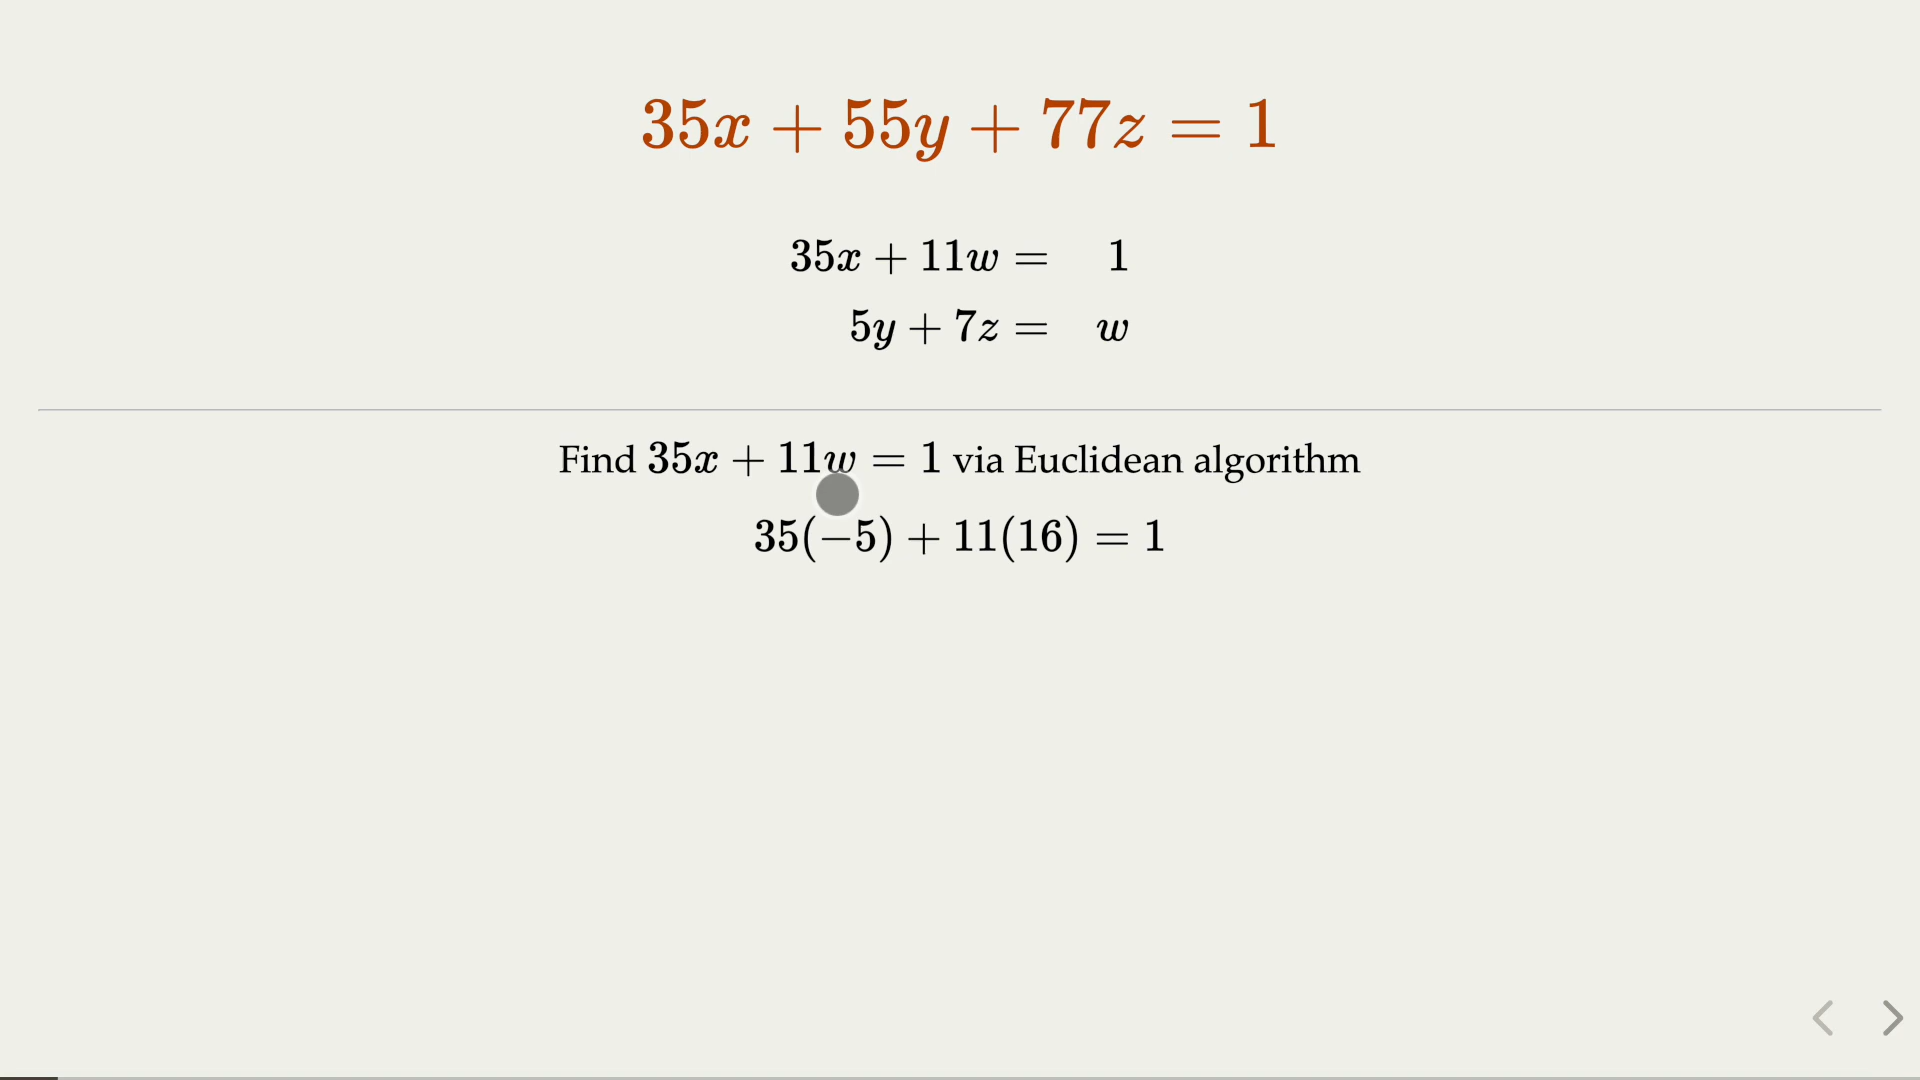 35x + 55y + 77z = 1
35x + 11w = 1
5y + 7z = w
Find 35x + 11w = 1 via Euclidean algorithm
35(−5) + 11(16) = 1